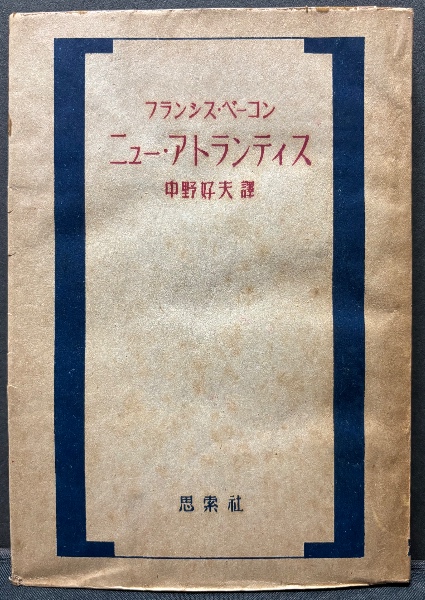 フランシス・ベーコン
ニュー・アトランティス
中野好夫 譯
思索社